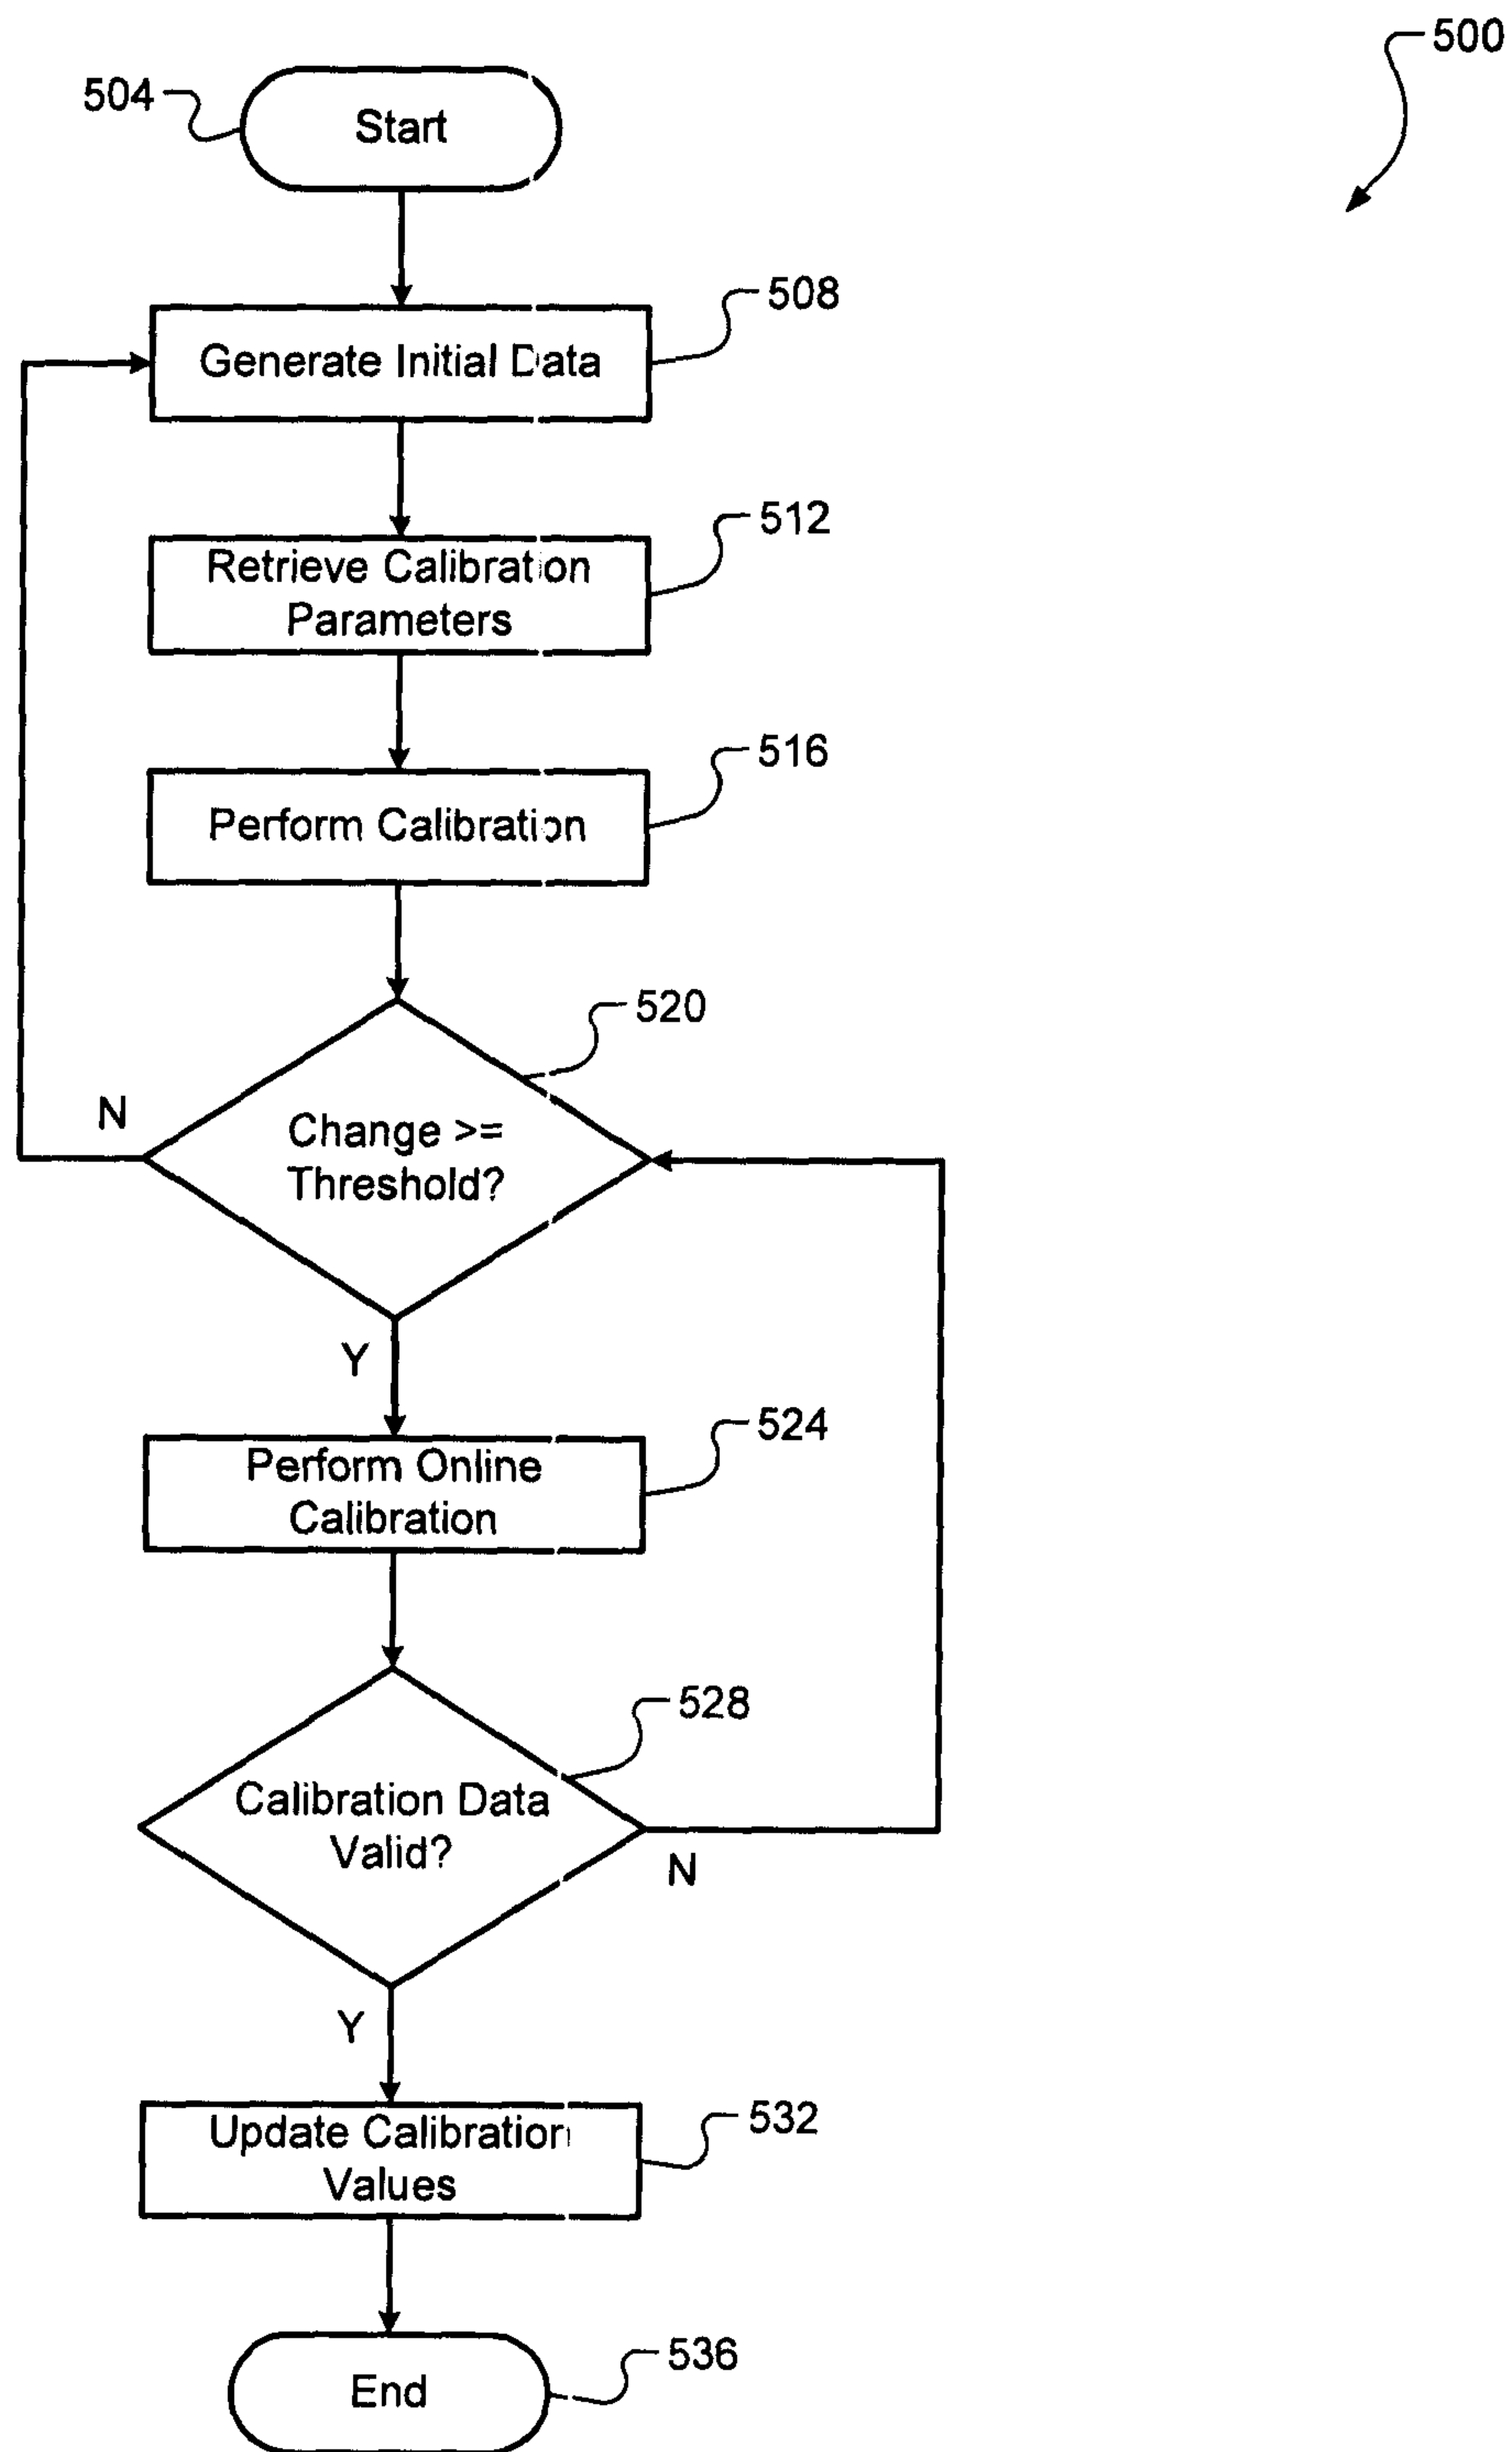 500
504
Start
508
Generate Initial Data
512
Retrieve Calibration
Parameters
516
Perform Calibration
520
N
Change >=
Threshold?
Y
524
Perform Online
Calibration
528
Calibration Data
Valid?
N
Y
532
Update Calibration
Values
536
End